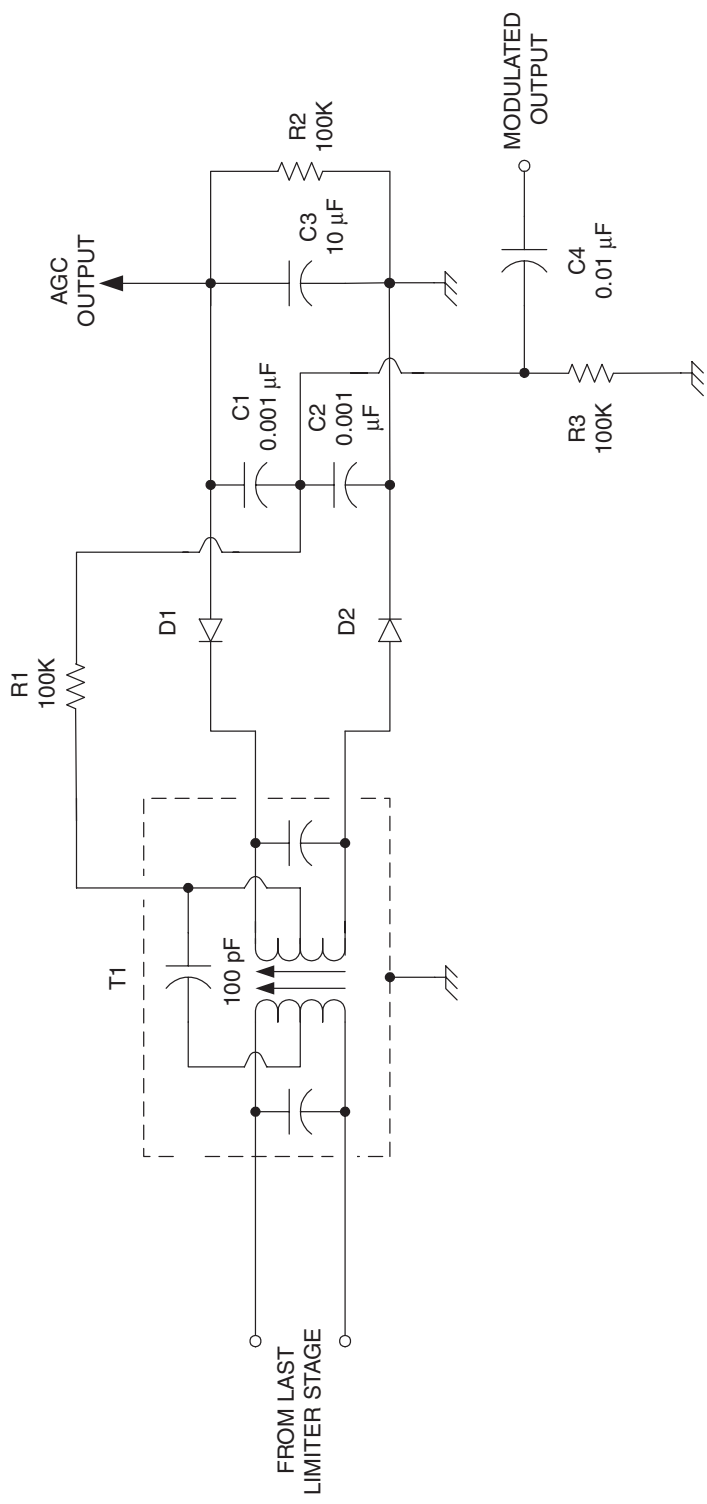 FROM LAST
LIMITER STAGE
T1
100 pF
R1
100K
D1
D2
C1
0.001 µF
C2
0.001
µF
AGC
OUTPUT
C3
10 µF
R2
100K
R3
100K
C4
0.01 µF
MODULATED
OUTPUT